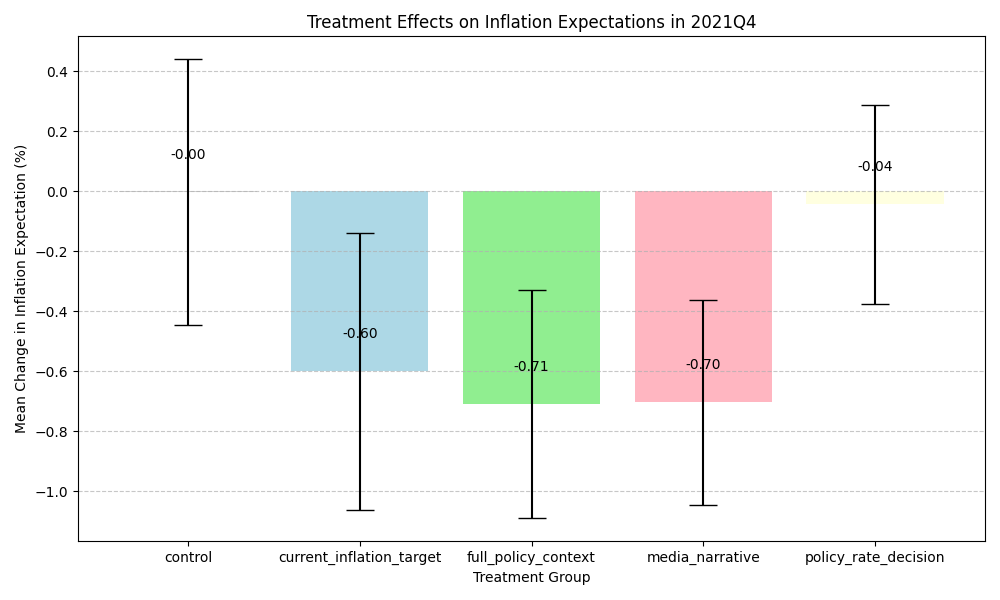 Treatment Effects on Inflation Expectations in 2021Q4
Mean Change in Inflation Expectation (%)
0.4
0.2
0.0
−0.2
−0.4
−0.6
−0.8
−1.0
-0.00
-0.60
-0.71
-0.70
-0.04
control
current_inflation_target
full_policy_context
media_narrative
policy_rate_decision
Treatment Group